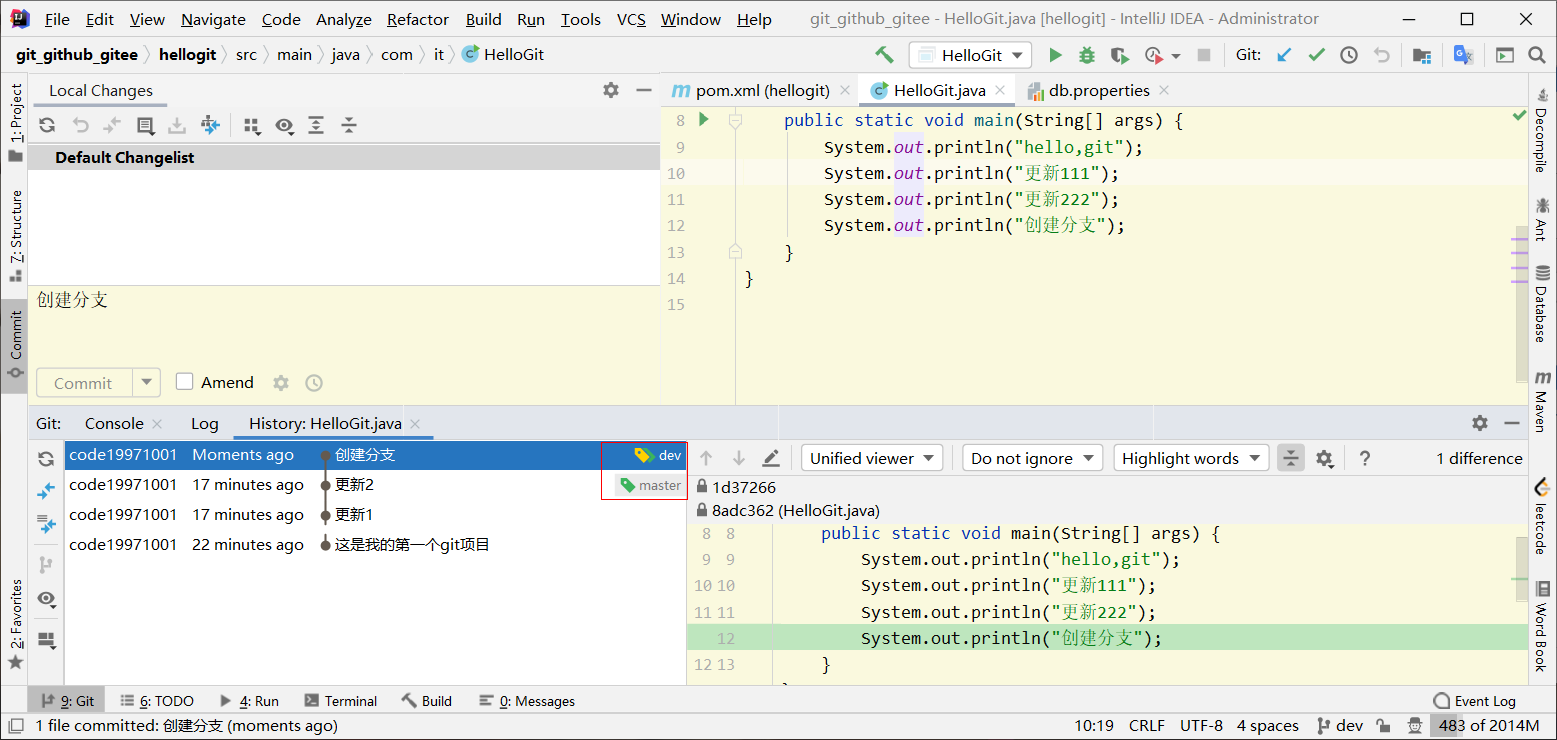 File Edit View Navigate Code Analyze Refactor Build Run Tools VCS Window Help git_github_gitee - HelloGit.java [hellogit] - IntelliJ IDEA - Administrator
git_github_gitee hellogit src main java com it HelloGit HelloGit Git:
1: Project
Z: Structure
Commit
2: Favorites
Local Changes
Default Changelist
创建分支
Commit Amend
pom.xml (hellogit) HelloGit.java db.properties
8 public static void main(String[] args) {
9 System.out.println("hello,git");
10 System.out.println("更新111");
11 System.out.println("更新222");
12 System.out.println("创建分支");
13 }
14 }
15
Decompile
Ant
Database
Maven
leetcode
Word Book
Git: Console Log History: HelloGit.java
code19971001 Moments ago 创建分支 dev
code19971001 17 minutes ago 更新2 master
code19971001 17 minutes ago 更新1
code19971001 22 minutes ago 这是我的第一个git项目
Unified viewer Do not ignore Highlight words ? 1 difference
1d37266
8adc362 (HelloGit.java)
8 8 public static void main(String[] args) {
9 9 System.out.println("hello,git");
10 10 System.out.println("更新111");
11 11 System.out.println("更新222");
12 System.out.println("创建分支");
12 13 }
9: Git 6: TODO 4: Run Terminal Build 0: Messages Event Log
1 file committed: 创建分支 (moments ago) 10:19 CRLF UTF-8 4 spaces dev 483 of 2014M